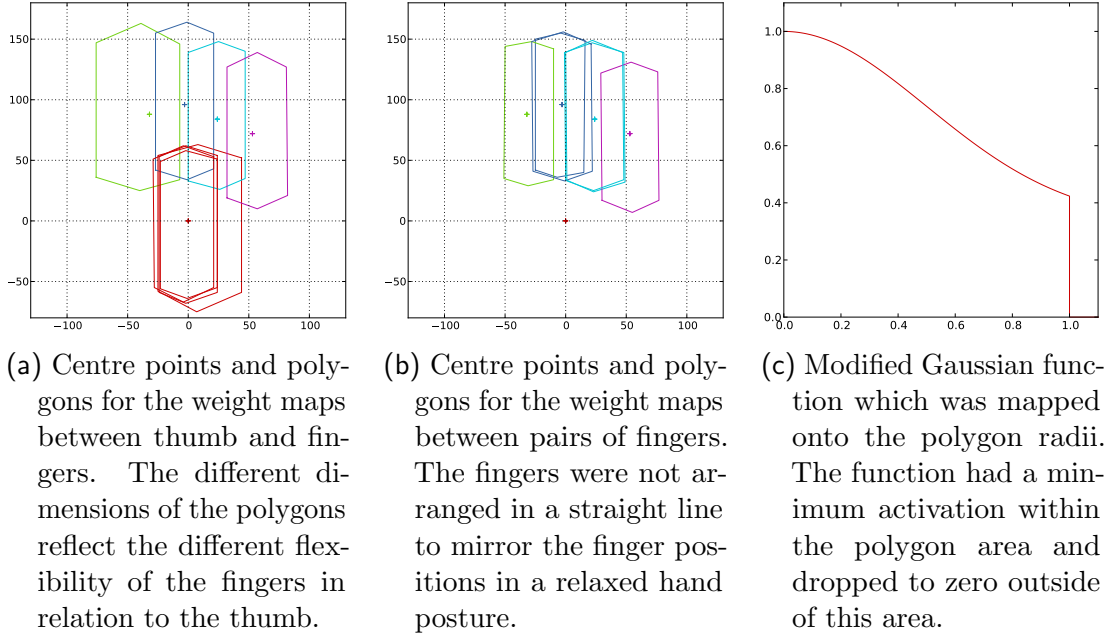 150
100
50
0
−50
−100
−50
0
50
100
150
100
50
0
−50
−100
−50
0
50
100
1.0
0.8
0.6
0.4
0.2
0.0
0.0
0.2
0.4
0.6
0.8
1.0
(a) Centre points and poly-
gons for the weight maps
between thumb and fin-
gers. The different di-
mensions of the polygons
reflect the different flex-
ibility of the fingers in
relation to the thumb.
(b) Centre points and poly-
gons for the weight maps
between pairs of fingers.
The fingers were not ar-
ranged in a straight line
to mirror the finger pos-
itions in a relaxed hand
posture.
(c) Modified Gaussian func-
tion which was mapped
onto the polygon radii.
The function had a min-
imum activation within
the polygon area and
dropped to zero outside
of this area.